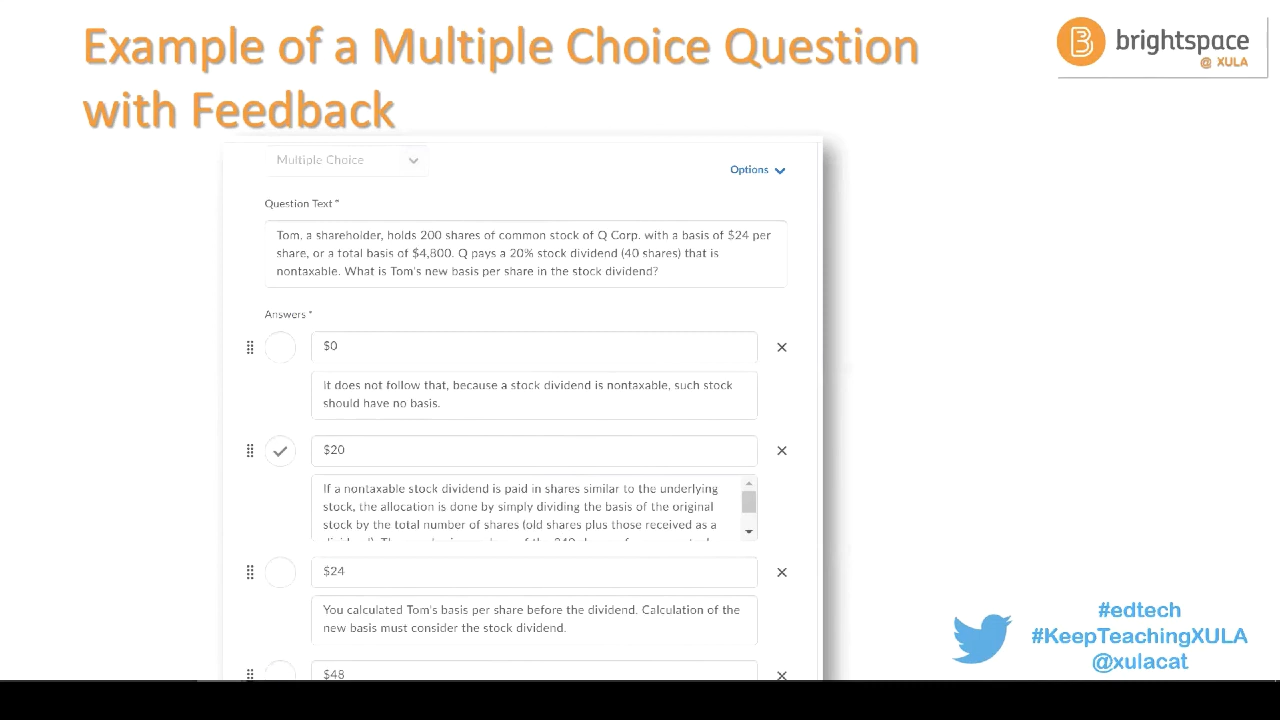 Example of a Multiple Choice Question
with Feedback
brightspace
@ XULA
Multiple Choice
Options
Question Text *
Tom, a shareholder, holds 200 shares of common stock of Q Corp. with a basis of $24 per
share, or a total basis of $4,800. Q pays a 20% stock dividend (40 shares) that is
nontaxable. What is Tom's new basis per share in the stock dividend?
Answers *
$0
It does not follow that, because a stock dividend is nontaxable, such stock
should have no basis.
$20
If a nontaxable stock dividend is paid in shares similar to the underlying
stock, the allocation is done by simply dividing the basis of the original
stock by the total number of shares (old shares plus those received as a
$24
You calculated Tom's basis per share before the dividend. Calculation of the
new basis must consider the stock dividend.
$48
#edtech
#KeepTeachingXULA
@xulacat